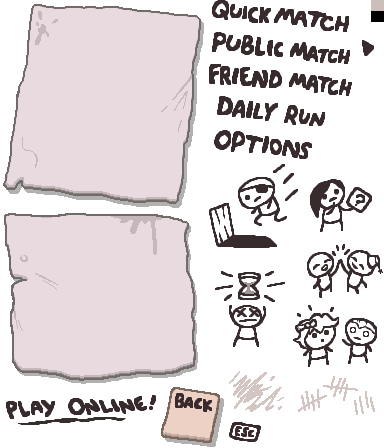 QUICK MATCH
PUBLIC MATCH
FRIEND MATCH
DAILY RUN
OPTIONS
?
PLAY ONLINE!
BACK
ESC